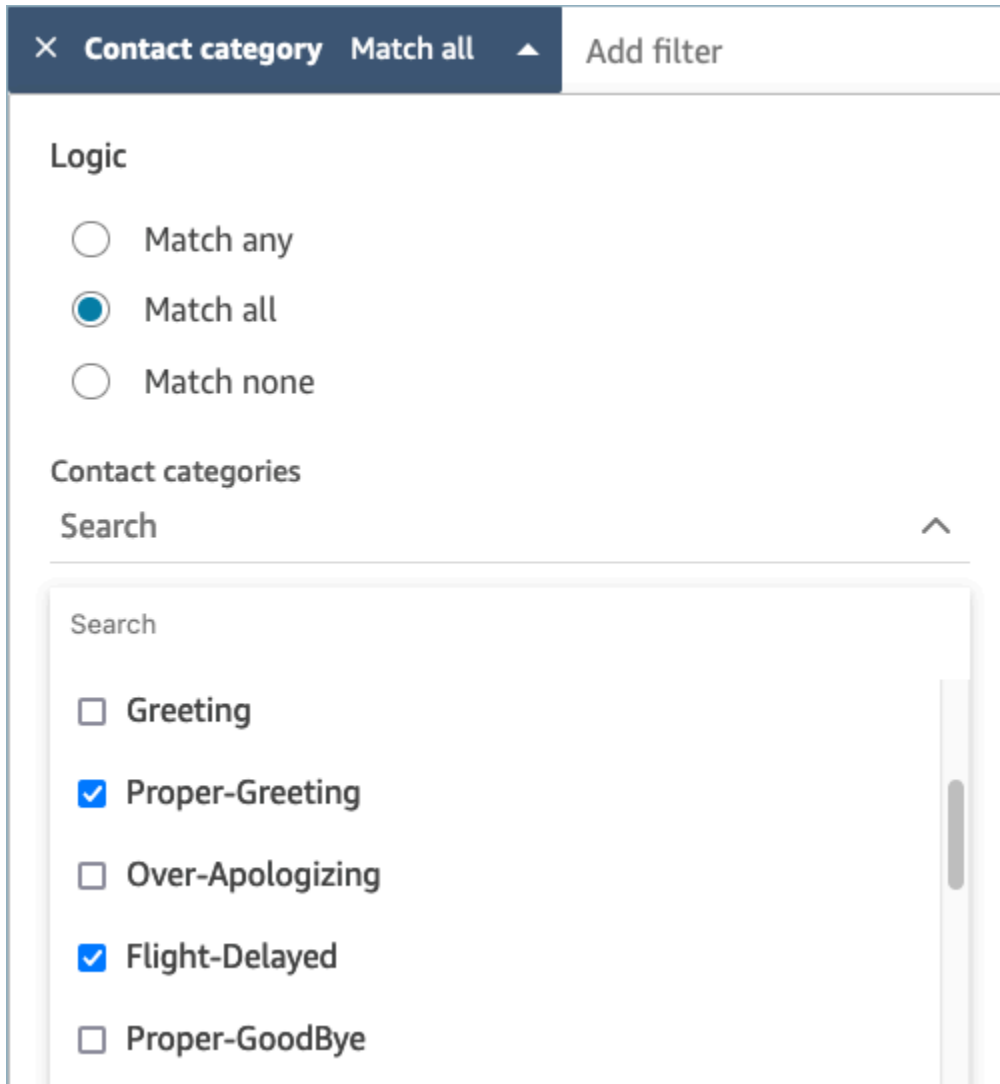 Contact category Match all Add filter
Logic
Match any
Match all
Match none
Contact categories
Search
Search
Greeting
Proper-Greeting
Over-Apologizing
Flight-Delayed
Proper-GoodBye